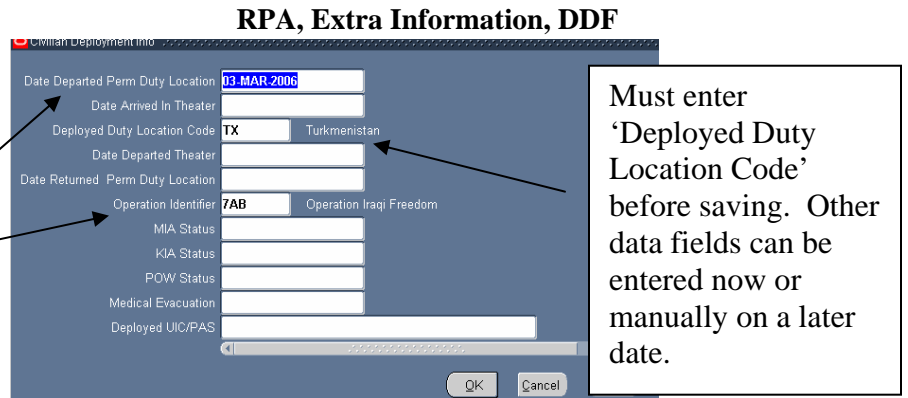 RPA, Extra Information, DDF
Civilian Deployment Info
Date Departed Perm Duty Location 03-MAR-2006
Date Arrived In Theater
Deployed Duty Location Code TX Turkmenistan
Date Departed Theater
Date Returned Perm Duty Location
Operation Identifier 7AB Operation Iraqi Freedom
MIA Status
KIA Status
POW Status
Medical Evacuation
Deployed UIC/PAS
OK Cancel
Must enter
‘Deployed Duty
Location Code’
before saving. Other
data fields can be
entered now or
manually on a later
date.